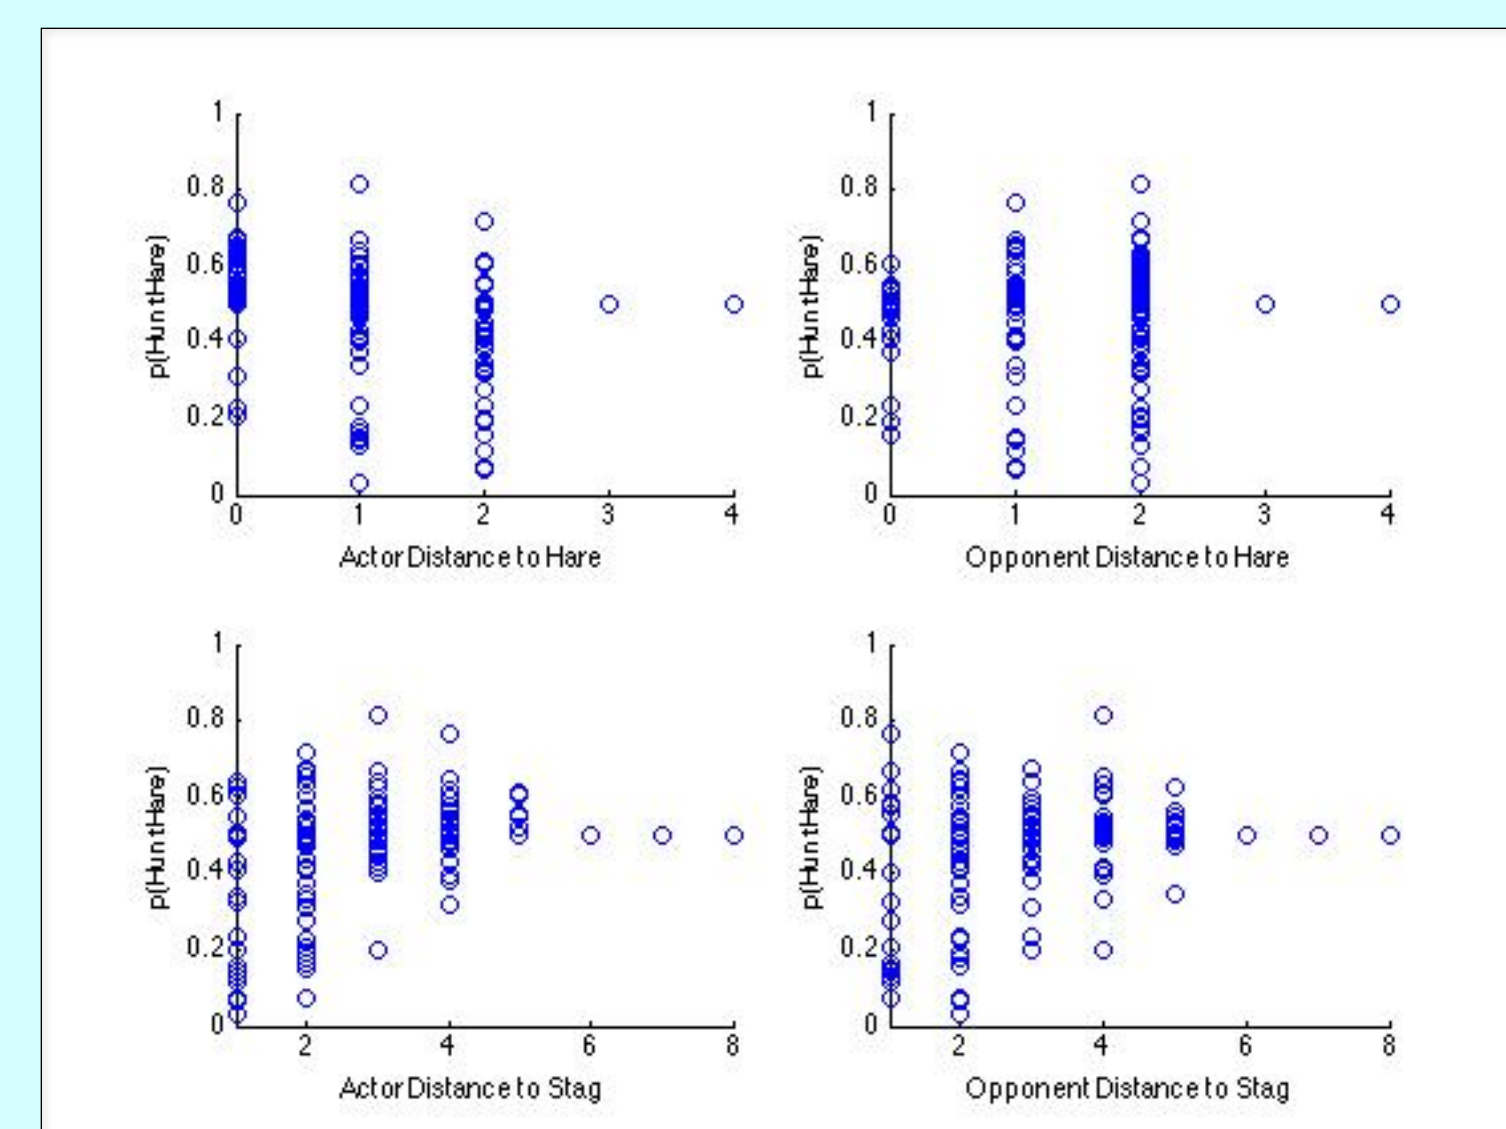 1
0.8
0.6
0.4
0.2
0
p(HuntHare)
0 1 2 3 4
Actor Distance to Hare
1
0.8
0.6
0.4
0.2
0
p(HuntHare)
0 1 2 3 4
Opponent Distance to Hare
1
0.8
0.6
0.4
0.2
0
p(HuntHare)
2 4 6 8
Actor Distance to Stag
1
0.8
0.6
0.4
0.2
0
p(HuntHare)
2 4 6 8
Opponent Distance to Stag